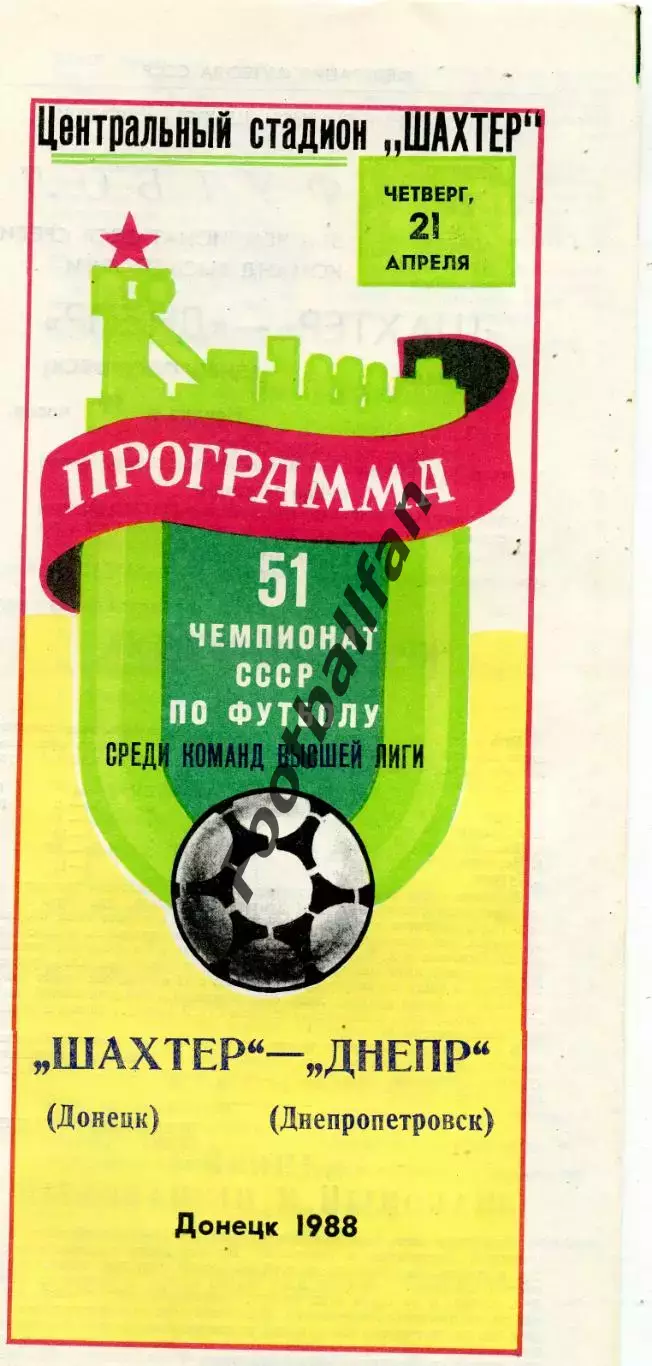 Центральный стадион „ШАХТЕР“
ЧЕТВЕРГ,
21
АПРЕЛЯ
ПРОГРАММА
51
ЧЕМПИОНАТ
СССР
ПО ФУТБОЛУ
СРЕДИ КОМАНД ВЫСШЕЙ ЛИГИ
footballfan
„ШАХТЕР“—„ДНЕПР“
(Донецк) (Днепропетровск)
Донецк 1988